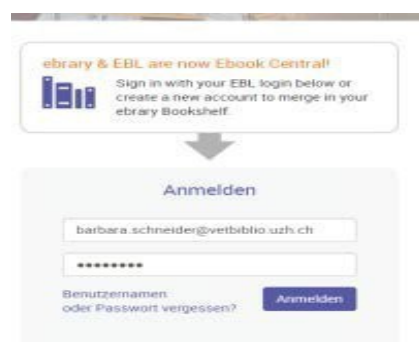 ebrary & EBL are now Ebook Central!
Sign in with your EBL login below or
create a new account to merge in your
ebrary Bookshelf.
Anmelden
barbara.schneider@vetbiblio.uzh.ch
••••••••
Benutzernamen
oder Passwort vergessen?
Anmelden